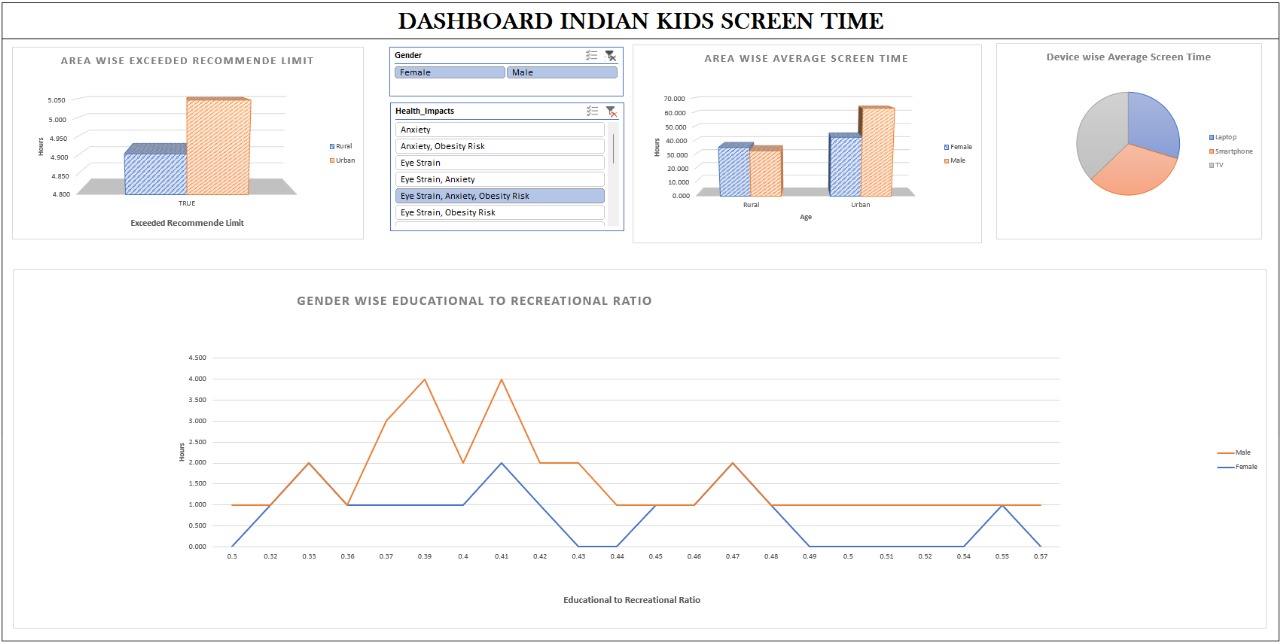 DASHBOARD INDIAN KIDS SCREEN TIME
AREA WISE EXCEEDED RECOMMENDE LIMIT
5.050
5.000
4.950
4.900
4.850
4.800
Hours
TRUE
Exceeded Recommende Limit
Rural
Urban
Gender
Female
Male
Health_Impacts
Anxiety
Anxiety, Obesity Risk
Eye Strain
Eye Strain, Anxiety
Eye Strain, Anxiety, Obesity Risk
Eye Strain, Obesity Risk
AREA WISE AVERAGE SCREEN TIME
70.000
60.000
50.000
40.000
30.000
20.000
10.000
0.000
Hours
Rural
Urban
Age
Female
Male
Device wise Average Screen Time
Laptop
Smartphone
TV
GENDER WISE EDUCATIONAL TO RECREATIONAL RATIO
4.500
4.000
3.500
3.000
2.500
2.000
1.500
1.000
0.500
0.000
Hours
0.3 0.32 0.35 0.36 0.37 0.39 0.4 0.41 0.42 0.43 0.44 0.45 0.46 0.47 0.48 0.49 0.5 0.51 0.52 0.54 0.55 0.57
Educational to Recreational Ratio
Male
Female